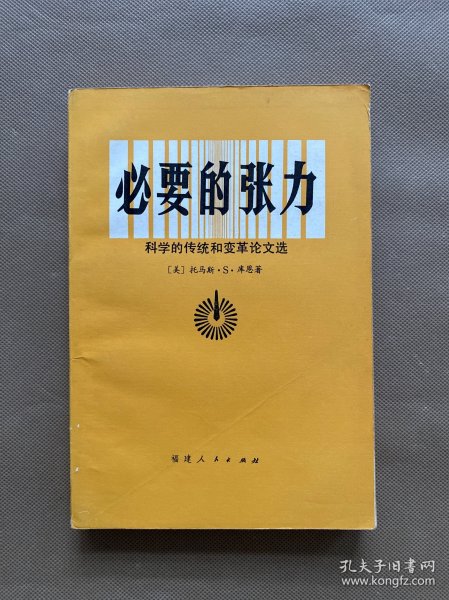 必要的张力
科学的传统和变革论文选
〔美〕托马斯·S·库恩著
福建人民出版社
孔夫子旧书网
www.kongfz.com